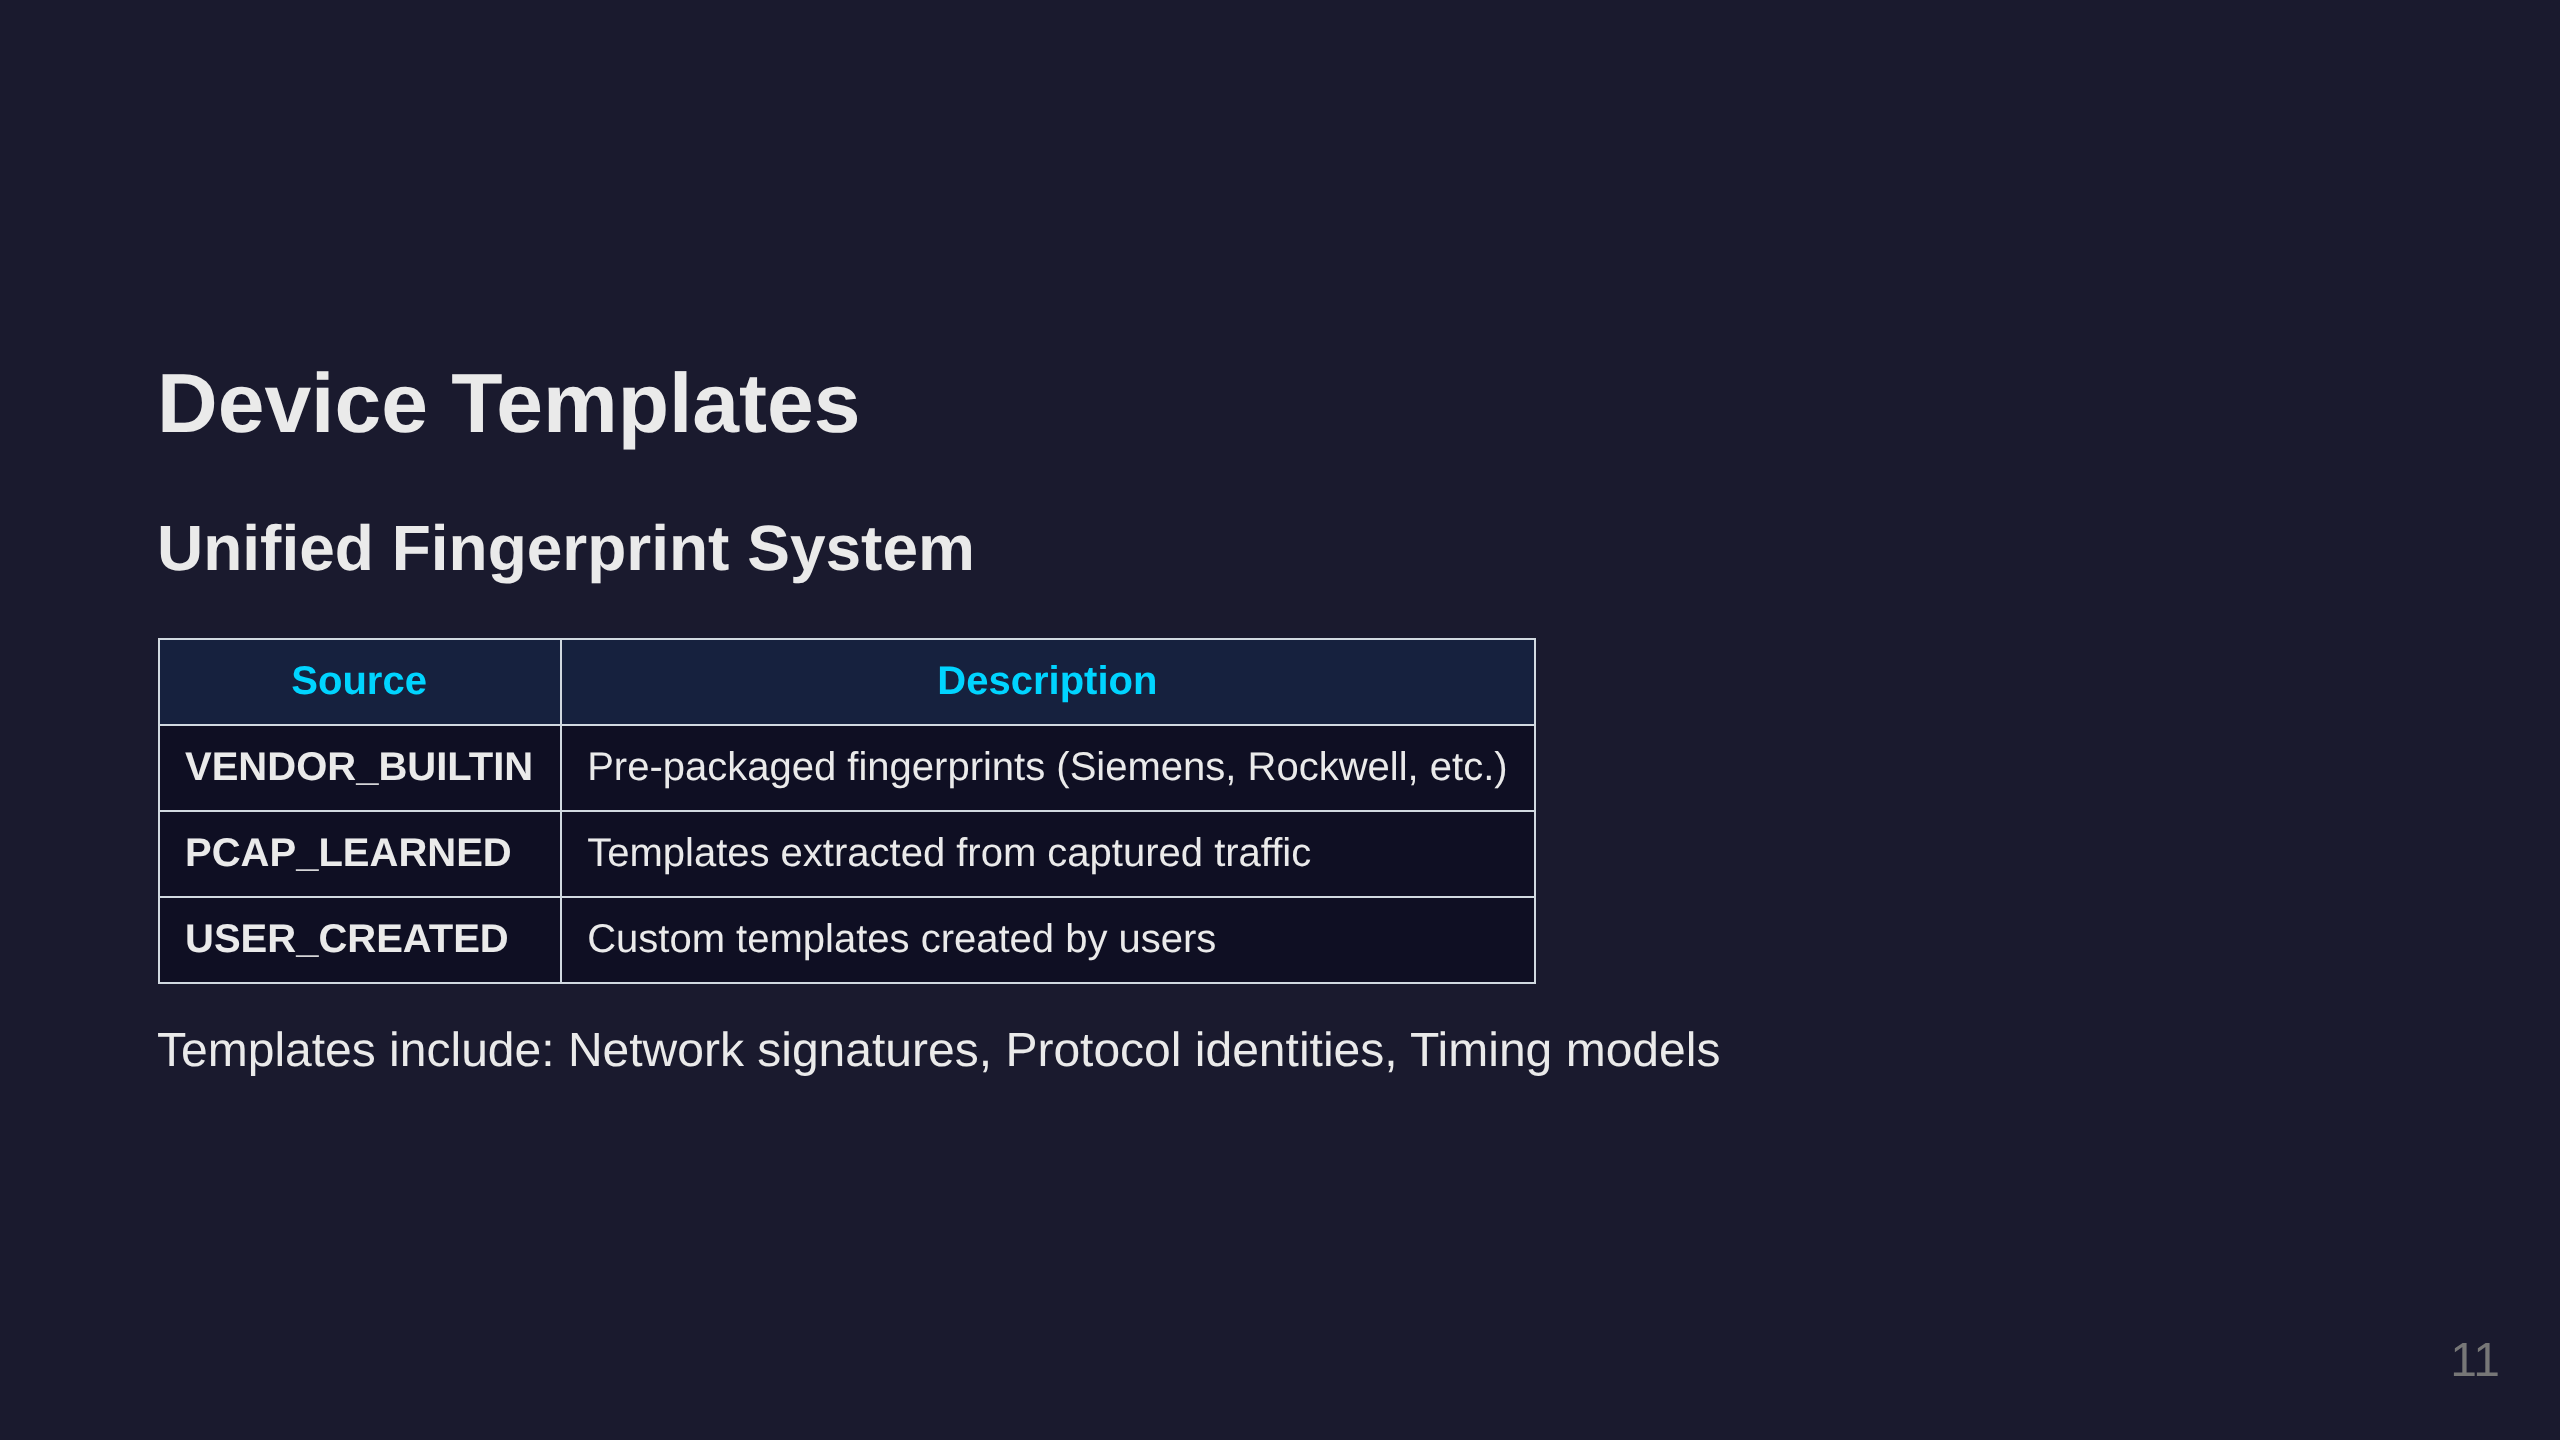 Device Templates
Unified Fingerprint System
Source Description
VENDOR_BUILTIN Pre-packaged fingerprints (Siemens, Rockwell, etc.)
PCAP_LEARNED Templates extracted from captured traffic
USER_CREATED Custom templates created by users
Templates include: Network signatures, Protocol identities, Timing models
11